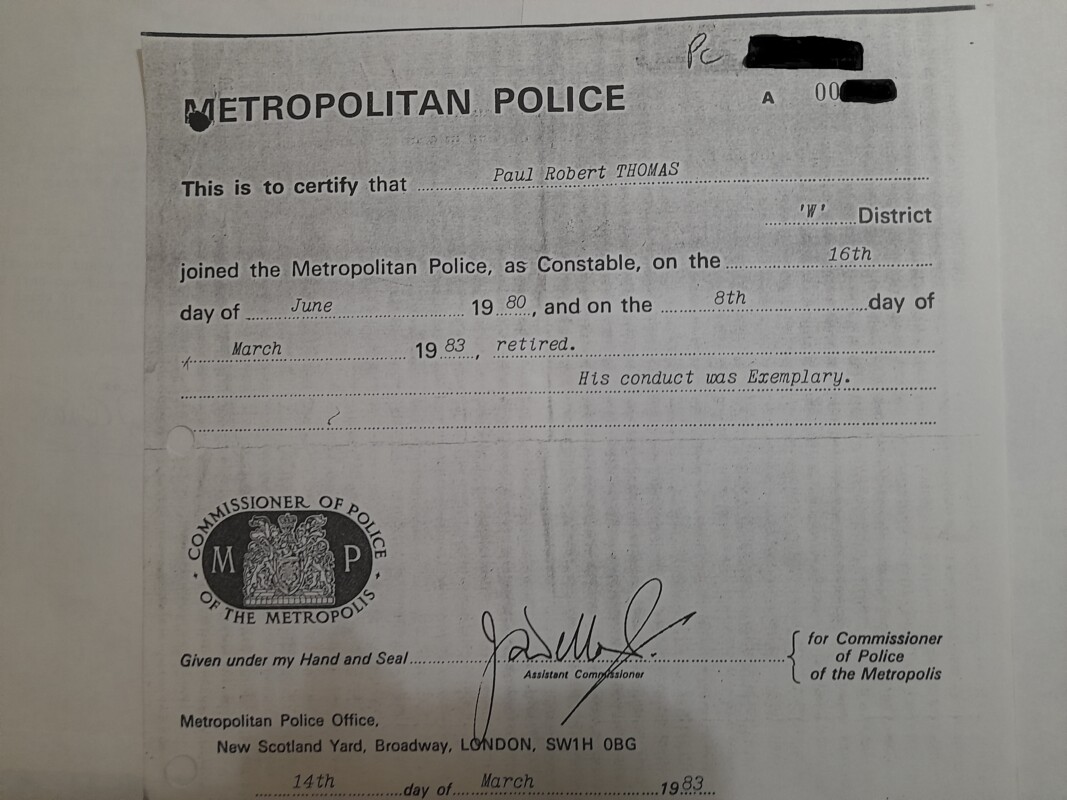 Pc
METROPOLITAN POLICE
A 00
This is to certify that Paul Robert THOMAS
'W' District
joined the Metropolitan Police, as Constable, on the 16th
day of June 19 80, and on the 8th day of
March 19 83, retired.
His conduct was Exemplary.
COMMISSIONER OF POLICE
M P
OF THE METROPOLIS
Given under my Hand and Seal
Assistant Commissioner
for Commissioner
of Police
of the Metropolis
Metropolitan Police Office,
New Scotland Yard, Broadway, LONDON, SW1H 0BG
14th day of March 1983